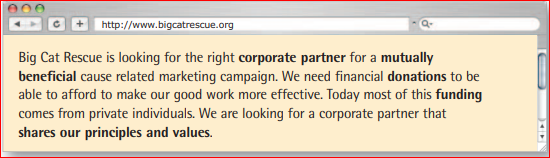 http://www.bigcatrescue.org
Big Cat Rescue is looking for the right corporate partner for a mutually
beneficial cause related marketing campaign. We need financial donations to be
able to afford to make our good work more effective. Today most of this funding
comes from private individuals. We are looking for a corporate partner that
shares our principles and values.